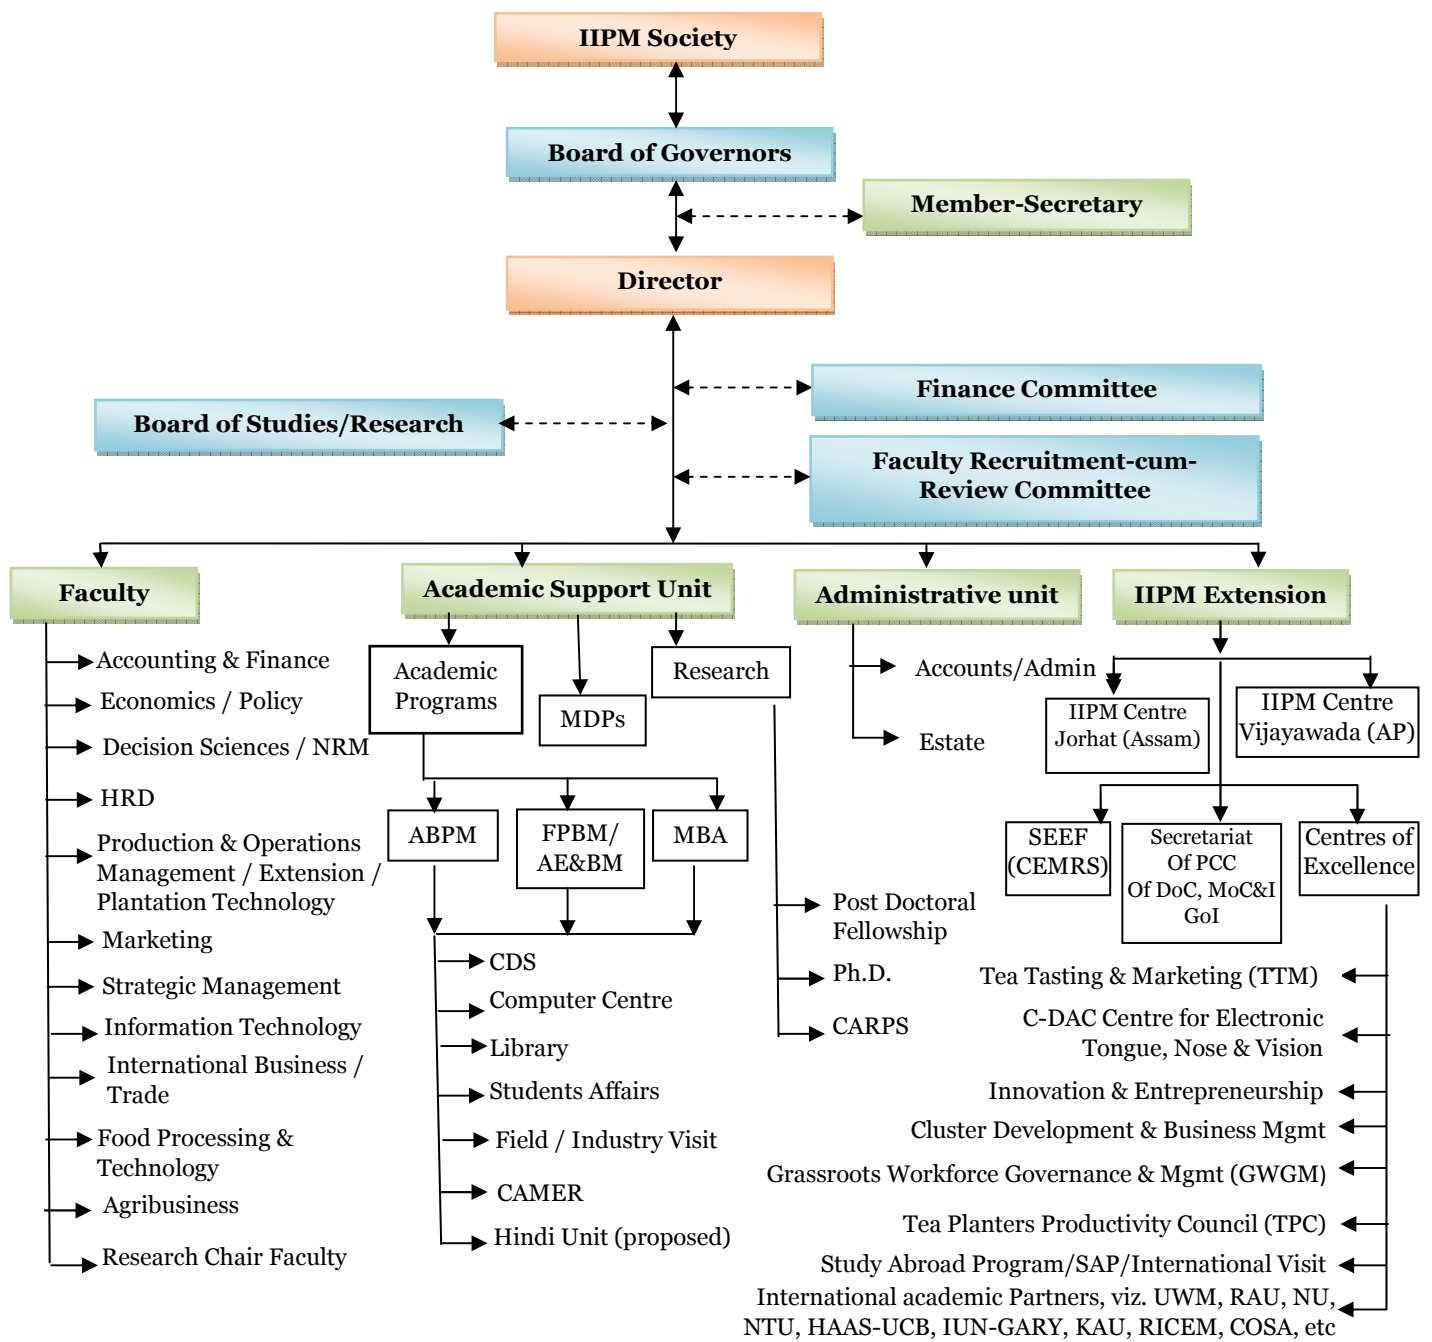 IIPM Society
Board of Governors
Member-Secretary
Director
Finance Committee
Board of Studies/Research
Faculty Recruitment-cum-
Review Committee
Faculty
Academic Support Unit
Administrative unit
IIPM Extension
Accounting & Finance
Economics / Policy
Decision Sciences / NRM
HRD
Production & Operations
Management / Extension /
Plantation Technology
Marketing
Strategic Management
Information Technology
International Business /
Trade
Food Processing &
Technology
Agribusiness
Research Chair Faculty
Academic
Programs
MDPs
Research
ABPM
FPBM/
AE&BM
MBA
CDS
Computer Centre
Library
Students Affairs
Field / Industry Visit
CAMER
Hindi Unit (proposed)
Post Doctoral
Fellowship
Ph.D.
CARPS
Accounts/Admin
Estate
IIPM Centre
Jorhat (Assam)
IIPM Centre
Vijayawada (AP)
SEEF
(CEMRS)
Secretariat
Of PCC
Of DoC, MoC&I
GoI
Centres of
Excellence
Tea Tasting & Marketing (TTM)
C-DAC Centre for Electronic
Tongue, Nose & Vision
Innovation & Entrepreneurship
Cluster Development & Business Mgmt
Grassroots Workforce Governance & Mgmt (GWGM)
Tea Planters Productivity Council (TPC)
Study Abroad Program/SAP/International Visit
International academic Partners, viz. UWM, RAU, NU,
NTU, HAAS-UCB, IUN-GARY, KAU, RICEM, COSA, etc